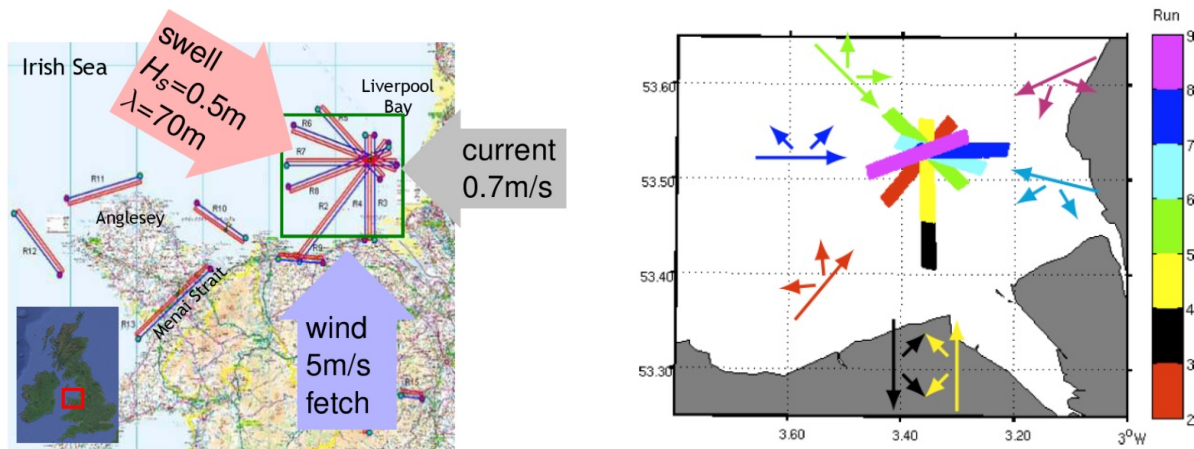 swell
Hs=0.5m
λ=70m
Irish Sea
Liverpool
Bay
current
0.7m/s
R5
R6
R7
R8
R2
R4
R3
R11
Anglesey
R10
R12
R9
Menai Strait
R13
wind
5m/s
fetch
R15
Run
9
8
7
6
5
4
3
2
53.60
53.50
53.40
53.30
3.60
3.40
3.20
3°W